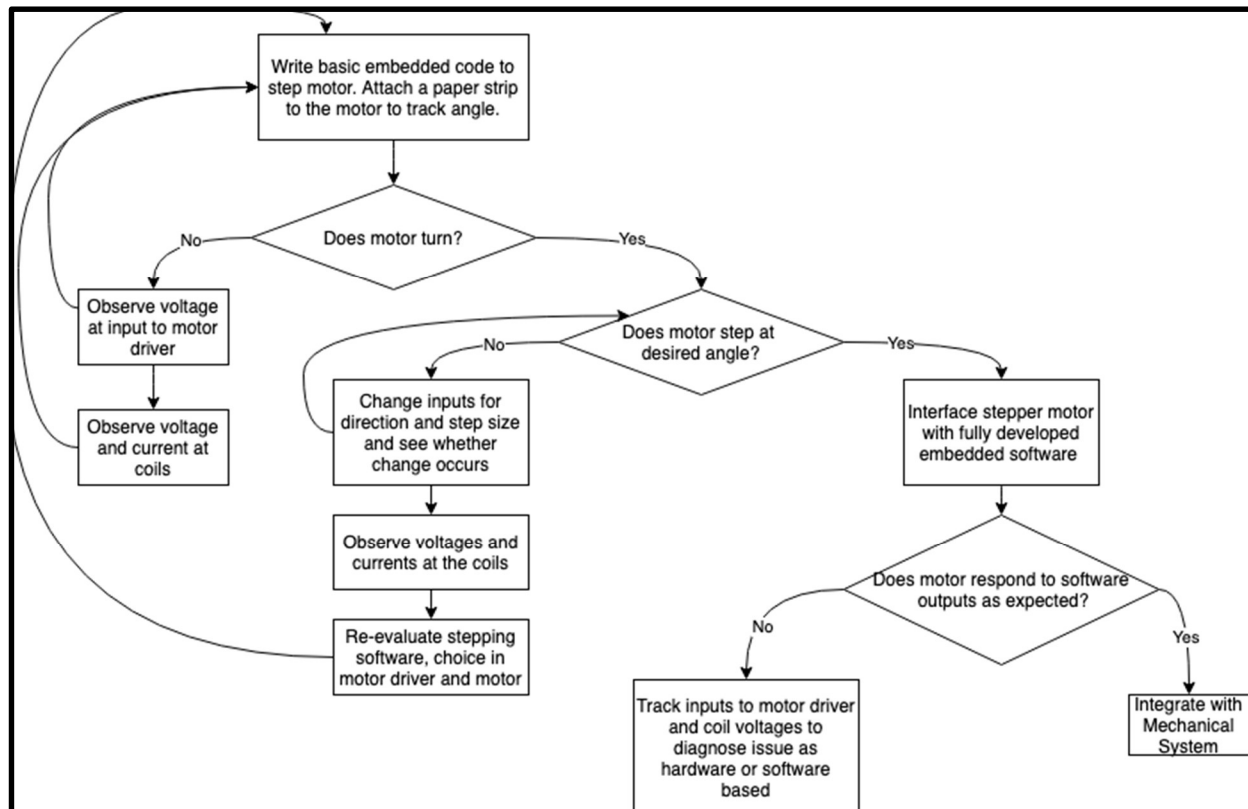 Write basic embedded code to
step motor. Attach a paper strip
to the motor to track angle.
Does motor turn?
No
Yes
Observe voltage
at input to motor
driver
Does motor step at
desired angle?
No
Yes
Observe voltage
and current at
coils
Change inputs for
direction and step size
and see whether
change occurs
Interface stepper motor
with fully developed
embedded software
Observe voltages and
currents at the coils
Does motor respond to software
outputs as expected?
No
Yes
Re-evaluate stepping
software, choice in
motor driver and motor
Track inputs to motor driver
and coil voltages to
diagnose issue as
hardware or software
based
Integrate with
Mechanical
System